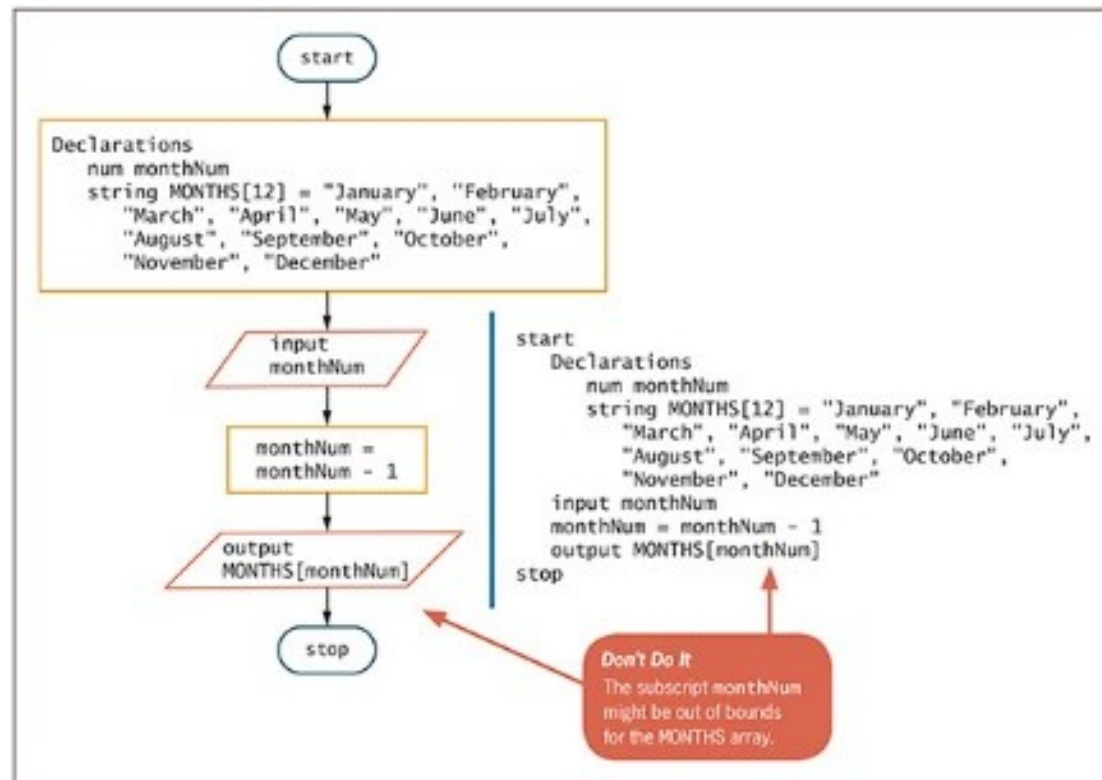 start
Declarations
num monthNum
string MONTHS[12] = "January", "February",
"March", "April", "May", "June", "July",
"August", "September", "October",
"November", "December"
input
monthNum
monthNum =
monthNum - 1
output
MONTHS[monthNum]
stop
start
Declarations
num monthNum
string MONTHS[12] = "January", "February",
"March", "April", "May", "June", "July",
"August", "September", "October",
"November", "December"
input monthNum
monthNum = monthNum - 1
output MONTHS[monthNum]
stop
Don't Do It
The subscript monthNum
might be out of bounds
for the MONTHS array.